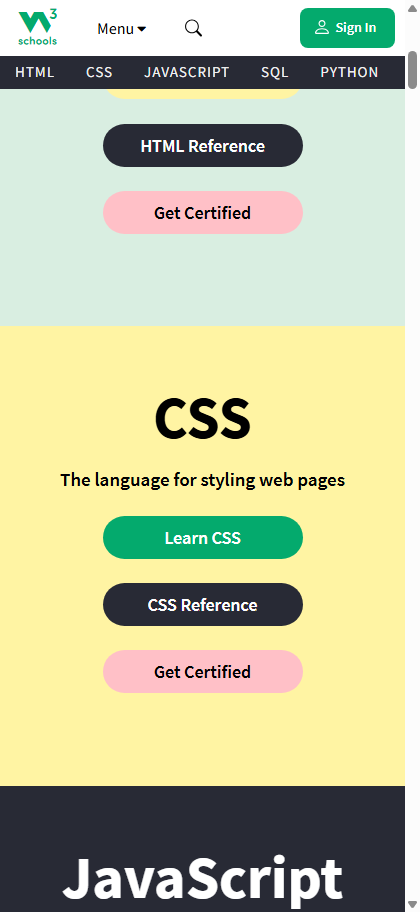 3
schools
Menu
Sign In
HTML CSS JAVASCRIPT SQL PYTHON
HTML Reference
Get Certified
CSS
The language for styling web pages
Learn CSS
CSS Reference
Get Certified
JavaScript